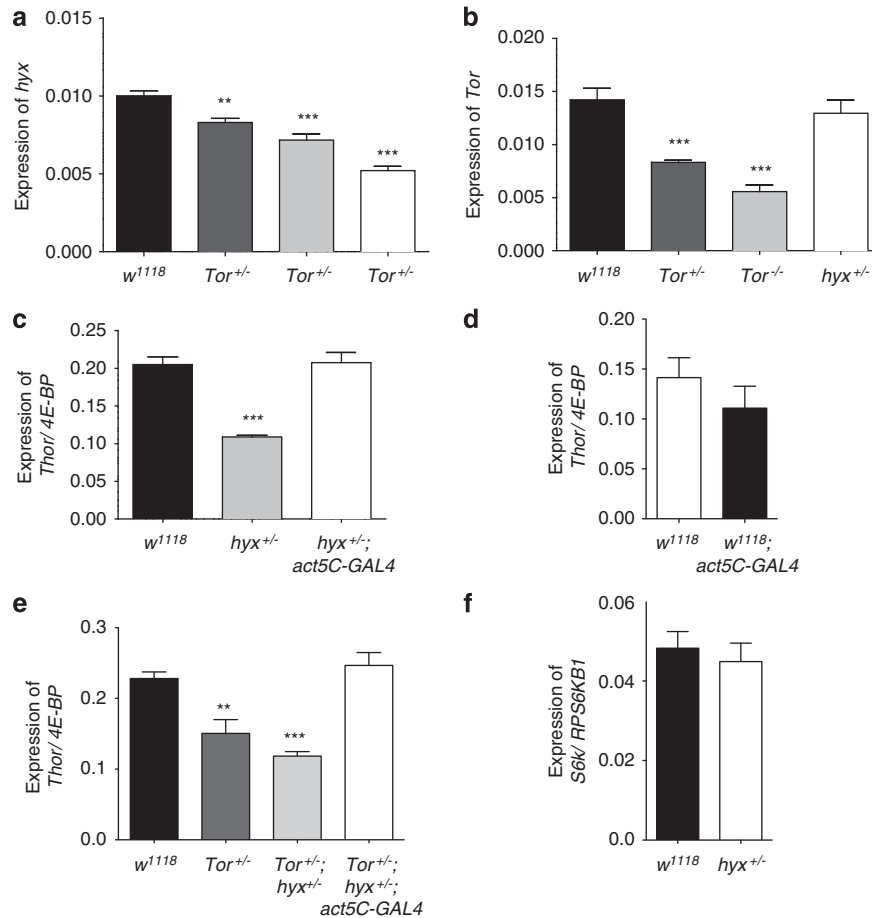 a
Expression of hyx
0.015
0.010
0.005
0.000
**
***
***
w1118 Tor+/- Tor+/- Tor+/-
b
Expression of Tor
0.020
0.015
0.010
0.005
0.000
***
***
w1118 Tor+/- Tor-/- hyx+/-
c
Expression of
Thor/ 4E-BP
0.25
0.20
0.15
0.10
0.05
0.00
***
w1118 hyx+/- hyx+/-;
act5C-GAL4
d
Expression of
Thor/ 4E-BP
0.20
0.15
0.10
0.05
0.00
w1118 w1118;
act5C-GAL4
e
Expression of
Thor/ 4E-BP
0.3
0.2
0.1
0.0
**
***
w1118 Tor+/- Tor+/-; Tor+/-;
hyx+/- hyx+/-;
act5C-GAL4
f
Expression of
S6k/ RPS6KB1
0.06
0.04
0.02
0.0
w1118 hyx+/-